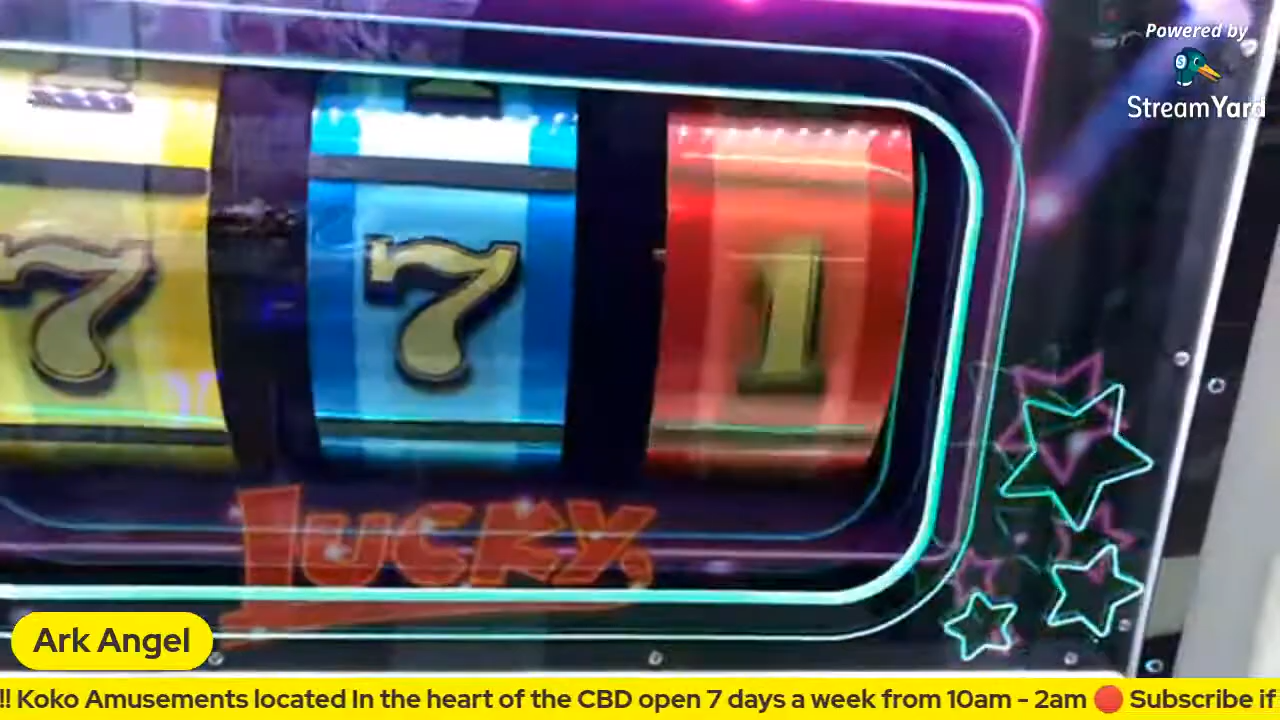 Powered by
StreamYard
7 7 1
LUCKY
Ark Angel
!! Koko Amusements located In the heart of the CBD open 7 days a week from 10am - 2am 🔴 Subscribe if